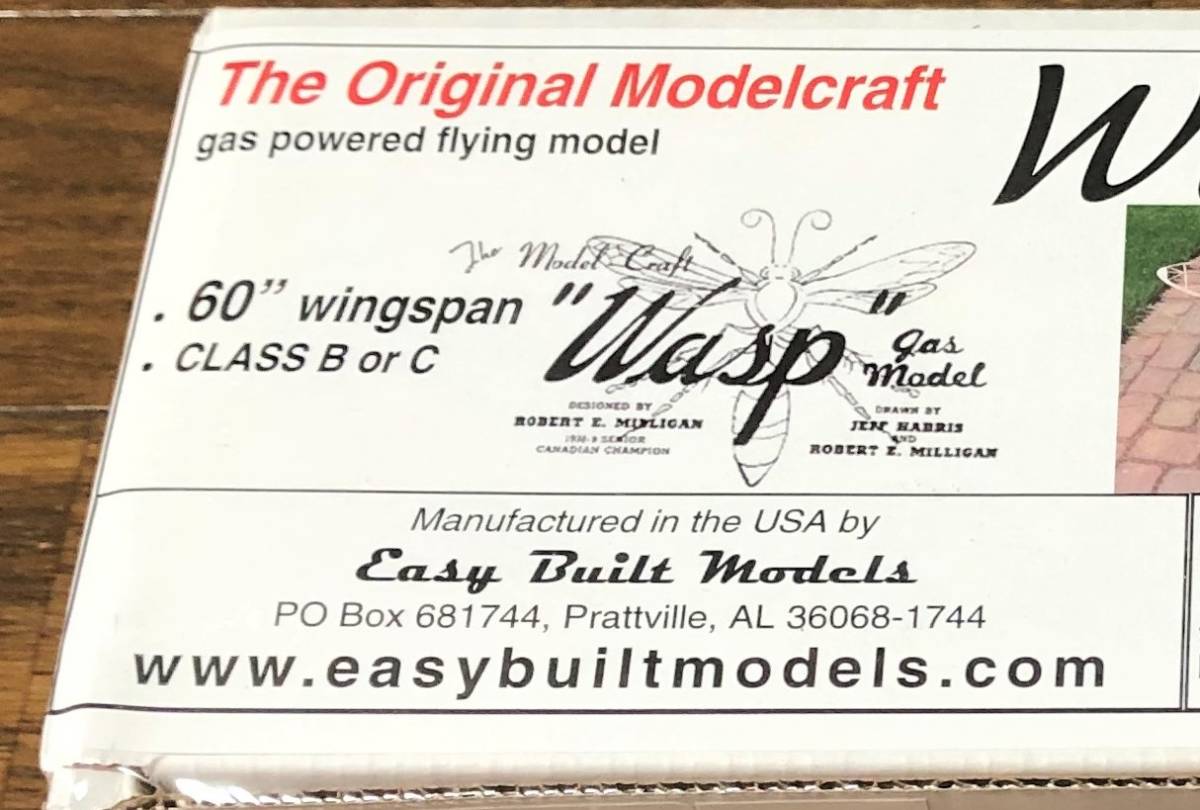 The Original Modelcraft
gas powered flying model
. 60” wingspan
. CLASS B or C
The Model Craft
"Wasp"
Gas
Model
DESIGNED BY
ROBERT E. MILLIGAN
SENIOR
CANADIAN CHAMPION
DRAWN BY
JEFF HARRIS
AND
ROBERT E. MILLIGAN
W
Manufactured in the USA by
Easy Built Models
PO Box 681744, Prattville, AL 36068-1744
www.easybuiltmodels.com